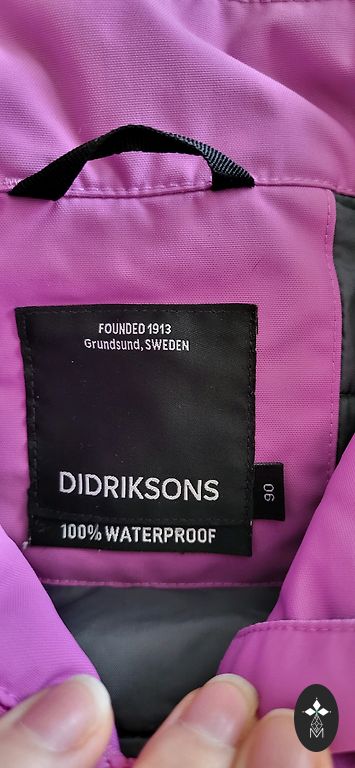 FOUNDED 1913
Grundsund, SWEDEN
DIDRIKSONS
90
100% WATERPROOF